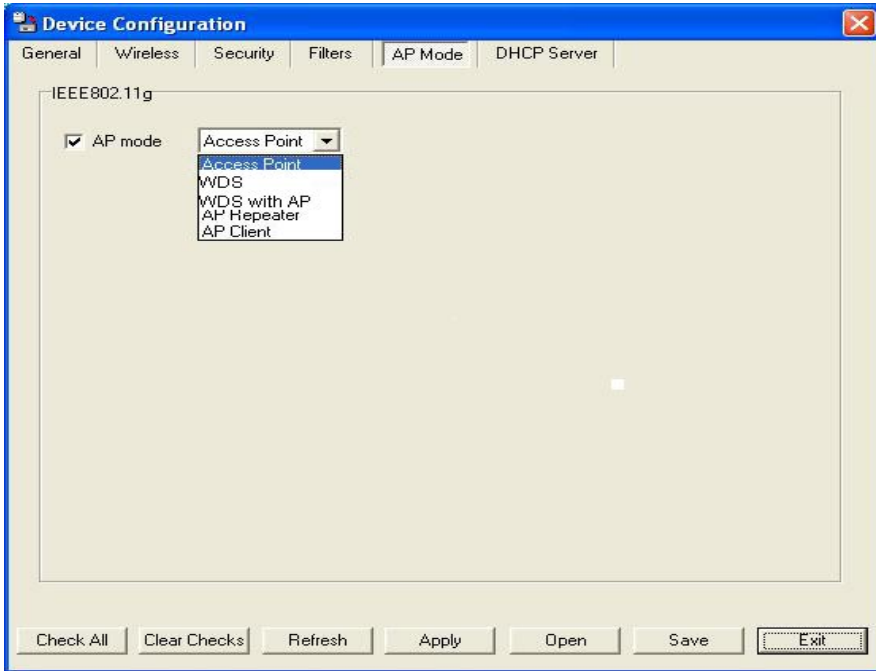 Device Configuration
General Wireless Security Filters AP Mode DHCP Server
IEEE802.11g
AP mode Access Point
Access Point
WDS
WDS with AP
AP Repeater
AP Client
Check All Clear Checks Refresh Apply Open Save Exit